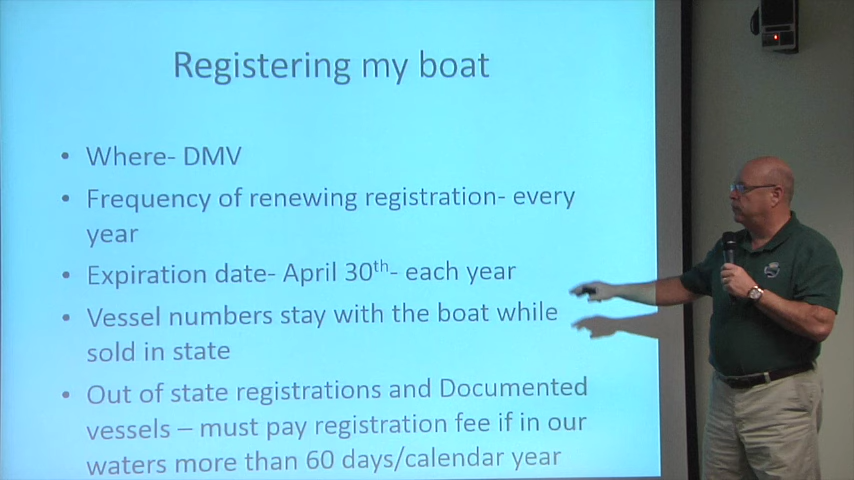 Registering my boat
• Where- DMV
• Frequency of renewing registration- every
year
• Expiration date- April 30th- each year
• Vessel numbers stay with the boat while
sold in state
• Out of state registrations and Documented
vessels – must pay registration fee if in our
waters more than 60 days/calendar year